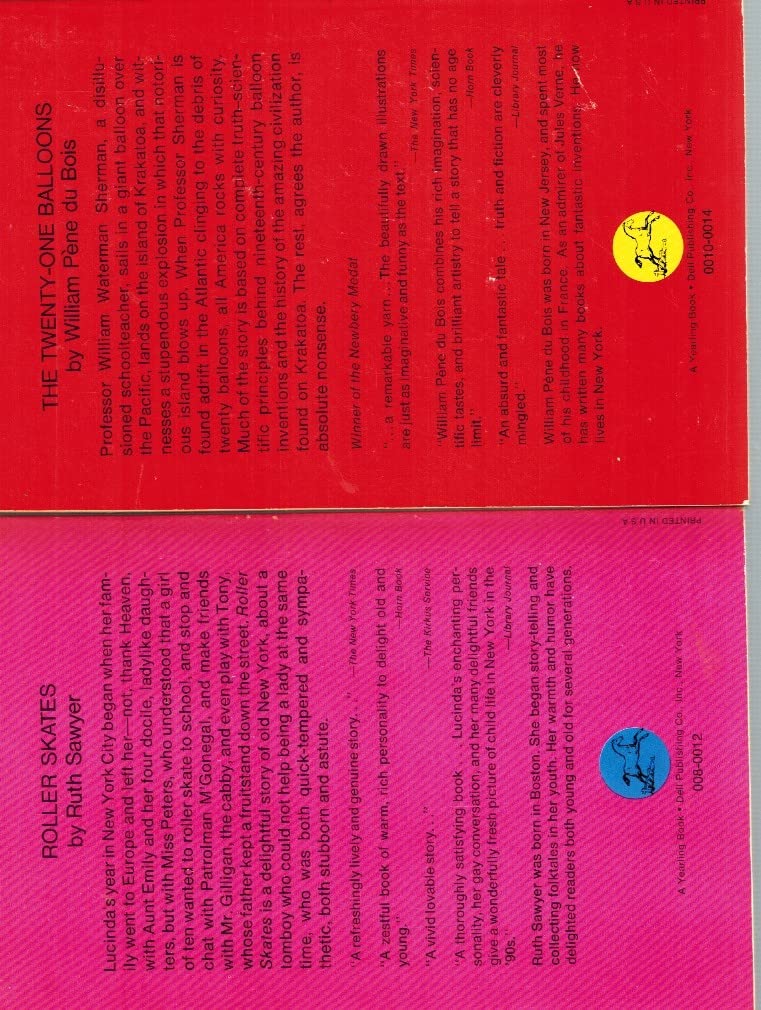 THE TWENTY-ONE BALLOONS
by William Pène du Bois
Professor William Waterman Sherman, a disillu-
sioned schoolteacher, sails in a giant balloon over
the Pacific, lands on the island of Krakatoa, and wit-
nesses a stupendous explosion in which that notori-
ous island blows up. When Professor Sherman is
found adrift in the Atlantic clinging to the debris of
twenty balloons, all America rocks with curiosity.
Much of the story is based on complete truth-scien-
tific principles behind nineteenth-century balloon
inventions and the history of the amazing civilization
found on Krakatoa. The rest, agrees the author, is
absolute nonsense.
Winner of the Newbery Medal
". . . a remarkable yarn . . . The beautifully drawn illustrations
are just as imaginative and funny as the text."
—The New York Times
"William Pène du Bois combines his rich imagination, scien-
tific tastes, and brilliant artistry to tell a story that has no age
limit."
—Horn Book
"An absurd and fantastic tale truth and fiction are cleverly
mingled."
—Library Journal
William Pène du Bois was born in New Jersey, and spent most
of his childhood in France. As an admirer of Jules Verne, he
has written many books about fantastic inventions. He now
lives in New York.
A Yearling Book • Dell Publishing Co., Inc., New York
0010-0014
PRINTED IN U.S.A.
ROLLER SKATES
by Ruth Sawyer
Lucinda's year in New York City began when her fam-
ily went to Europe and left her—not, thank Heaven,
with Aunt Emily and her four docile, ladylike daugh-
ters, but with Miss Peters, who understood that a girl
of ten wanted to roller skate to school, and stop and
chat with Patrolman M'Gonegal, and make friends
with Mr. Gilligan, the cabby, and even play with Tony,
whose father kept a fruitstand down the street. Roller
Skates is a delightful story of old New York, about a
tomboy who could not help being a lady at the same
time, who was both quick-tempered and sympa-
thetic, both stubborn and astute.
"A refreshingly lively and genuine story. . ."
—The New York Times
"A zestful book of warm, rich personality to delight old and
young."
—Horn Book
"A vivid lovable story. . ."
—The Kirkus Service
"A thoroughly satisfying book . . . Lucinda's enchanting per-
sonality, her gay conversation, and her many delightful friends
give a wonderfully fresh picture of child life in New York in the
'90s."
—Library Journal
Ruth Sawyer was born in Boston. She began story-telling and
collecting folktales in her youth. Her warmth and humor have
delighted readers both young and old for several generations.
A Yearling Book • Dell Publishing Co., Inc., New York
008-0012
PRINTED IN U.S.A.